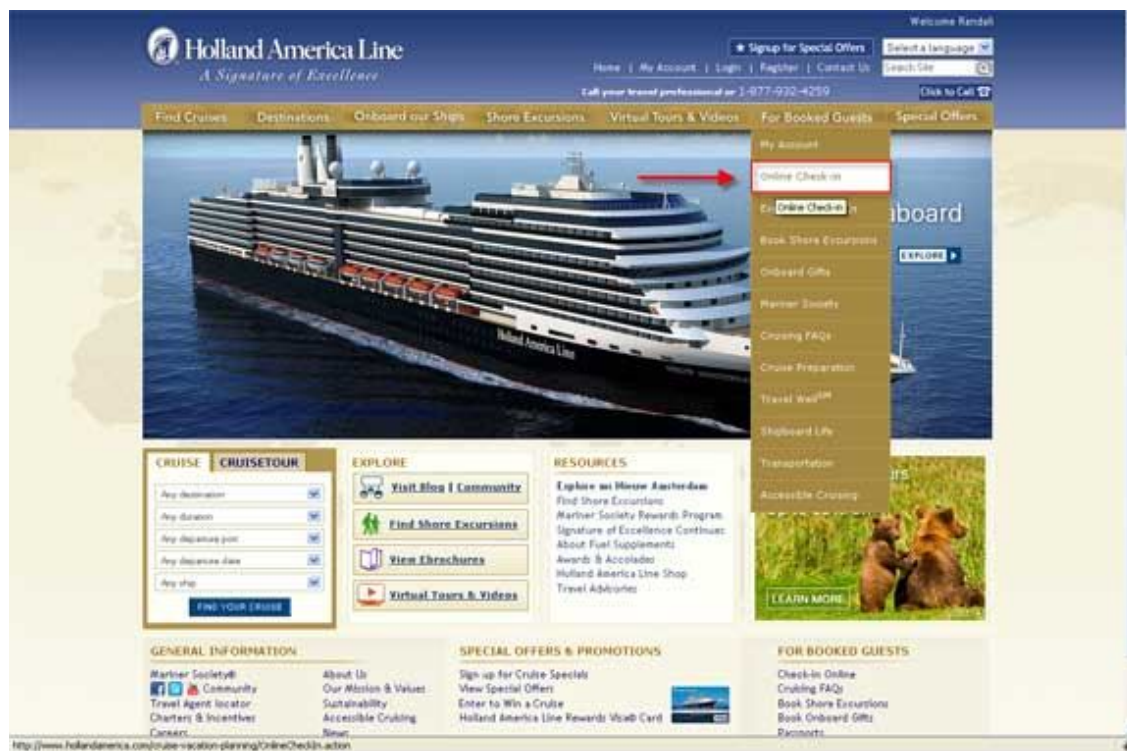 Welcome Randall
Holland America Line
A Signature of Excellence
★ Signup for Special Offers
Select a language
Home | My Account | Login | Register | Contact Us
Search Site
Call your travel professional or 1-877-932-4259
Click to Call
Find Cruises Destinations Onboard our Ships Shore Excursions Virtual Tours & Videos For Booked Guests Special Offers
My Account
Online Check-in
Online Check-in
Book Shore Excursions
Onboard Gifts
Mariner Society
Cruising FAQs
Cruise Preparation
Travel Well SM
Shipboard Life
Transportation
Accessible Cruising
aboard
EXPLORE
Holland America Line
CRUISE CRUISETOUR
Any destination
Any duration
Any departure port
Any departure date
Any ship
FIND YOUR CRUISE
EXPLORE
Visit Blog | Community
Find Shore Excursions
View Ebrochures
Virtual Tours & Videos
RESOURCES
Explore ms Nieuw Amsterdam
Find Shore Excursions
Mariner Society Rewards Program
Signature of Excellence Continues
About Fuel Supplements
Awards & Accolades
Holland America Line Shop
Travel Advisories
LEARN MORE
GENERAL INFORMATION
Mariner Society®
Community
Travel Agent locator
Charters & Incentives
Careers
About Us
Our Mission & Values
Sustainability
Accessible Cruising
News
SPECIAL OFFERS & PROMOTIONS
Sign up for Cruise Specials
View Special Offers
Enter to Win a Cruise
Holland America Line Rewards Visa® Card
FOR BOOKED GUESTS
Check-in Online
Cruising FAQs
Book Shore Excursions
Book Onboard Gifts
Passports
http://www.hollandamerica.com/cruise-vacation-planning/OnlineCheckIn.action